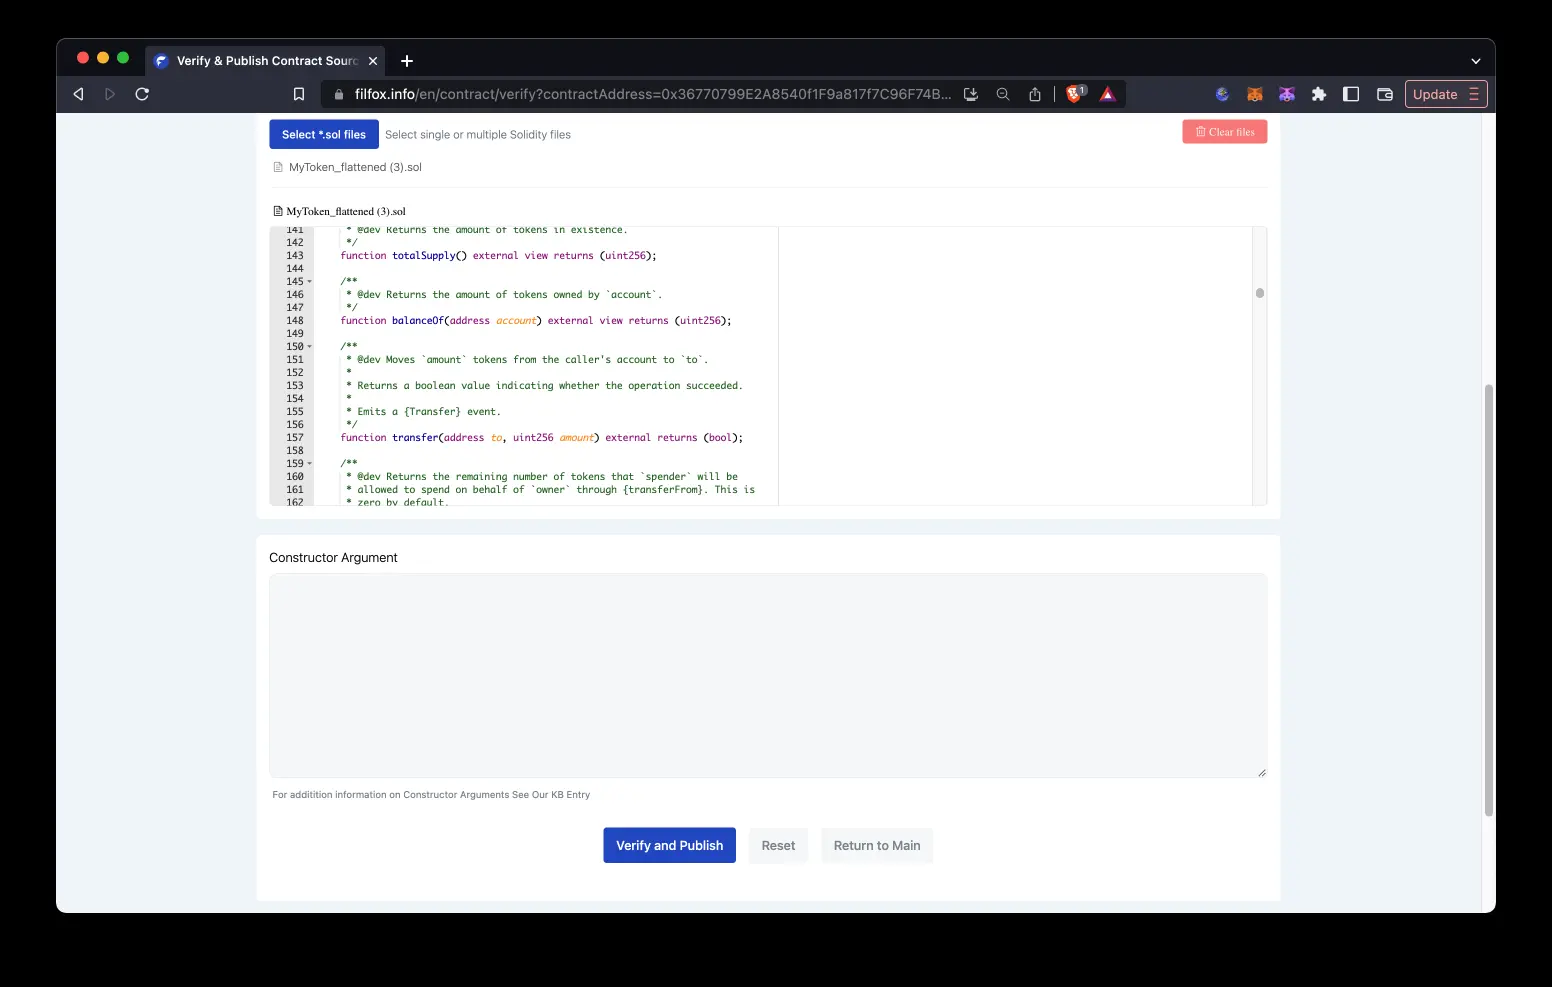 Verify & Publish Contract Sour
filfox.info/en/contract/verify?contractAddress=0x36770799E2A8540f1F9a817f7C96F74B...
1
Update
Select *.sol files
Select single or multiple Solidity files
Clear files
MyToken_flattened (3).sol
MyToken_flattened (3).sol
141 * @dev Returns the amount of tokens in existence.
142 */
143 function totalSupply() external view returns (uint256);
144
145 /**
146 * @dev Returns the amount of tokens owned by `account`.
147 */
148 function balanceOf(address account) external view returns (uint256);
149
150 /**
151 * @dev Moves `amount` tokens from the caller's account to `to`.
152 *
153 * Returns a boolean value indicating whether the operation succeeded.
154 *
155 * Emits a {Transfer} event.
156 */
157 function transfer(address to, uint256 amount) external returns (bool);
158
159 /**
160 * @dev Returns the remaining number of tokens that `spender` will be
161 * allowed to spend on behalf of `owner` through {transferFrom}. This is
162 * zero by default.
Constructor Argument
For addition information on Constructor Arguments See Our KB Entry
Verify and Publish
Reset
Return to Main